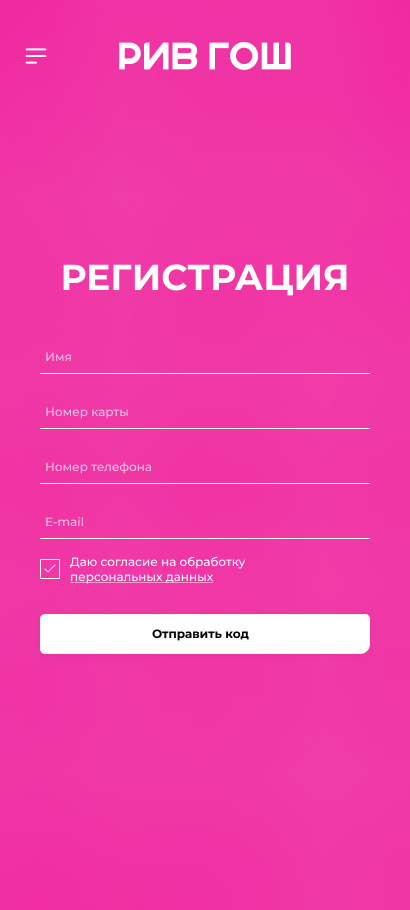 РИВ ГОШ
РЕГИСТРАЦИЯ
Имя
Номер карты
Номер телефона
E-mail
Даю согласие на обработку
персональных данных
Отправить код